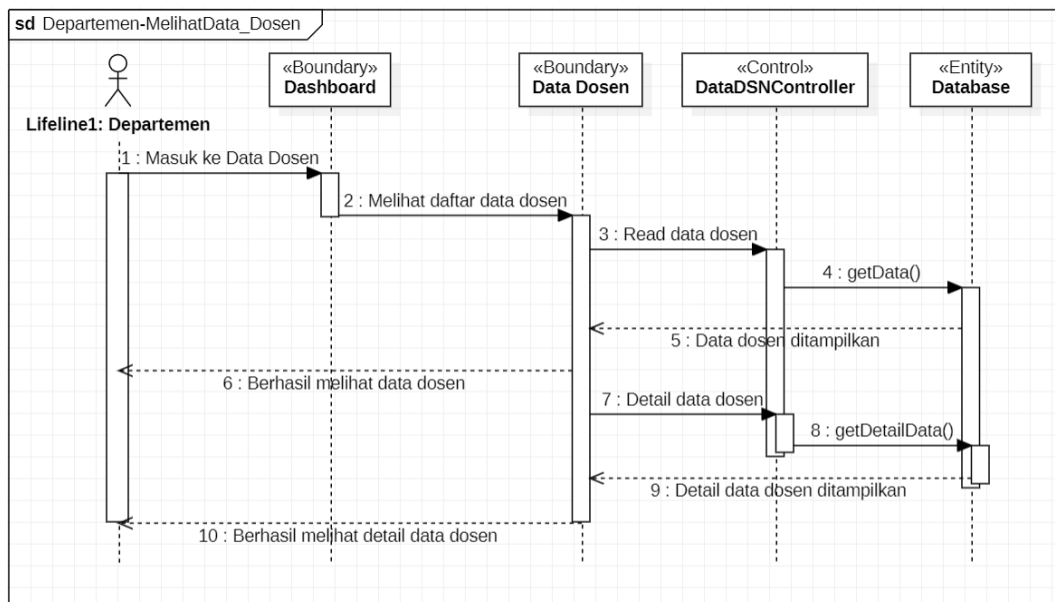 sd Departemen-MelihatData_Dosen
«Boundary»
Dashboard
«Boundary»
Data Dosen
«Control»
DataDSNController
«Entity»
Database
Lifeline1: Departemen
1 : Masuk ke Data Dosen
2 : Melihat daftar data dosen
3 : Read data dosen
4 : getData()
5 : Data dosen ditampilkan
6 : Berhasil melihat data dosen
7 : Detail data dosen
8 : getDetailData()
9 : Detail data dosen ditampilkan
10 : Berhasil melihat detail data dosen